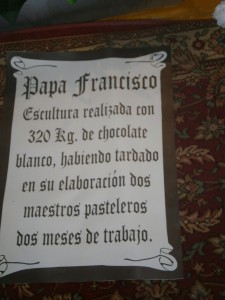 Papa Francisco
Escultura realizada con
320 Kg. de chocolate
blanco, habiendo tardado
en su elaboración dos
maestros pasteleros
dos meses de trabajo.